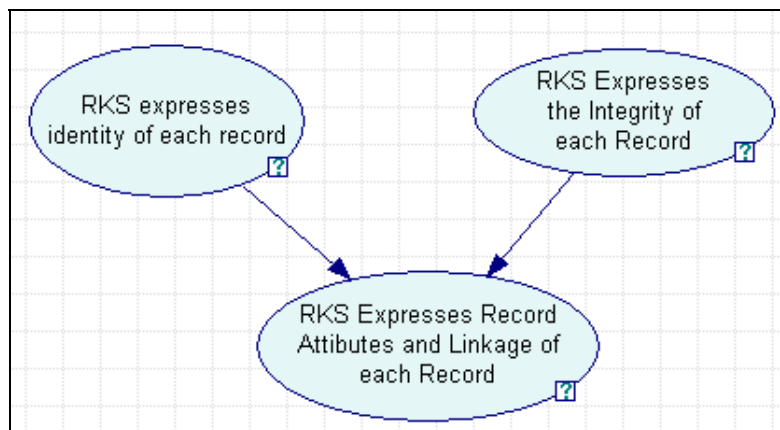 RKS expresses
identity of each record
?
RKS Expresses
the Integrity of
each Record
?
RKS Expresses Record
Attibutes and Linkage of
each Record
?